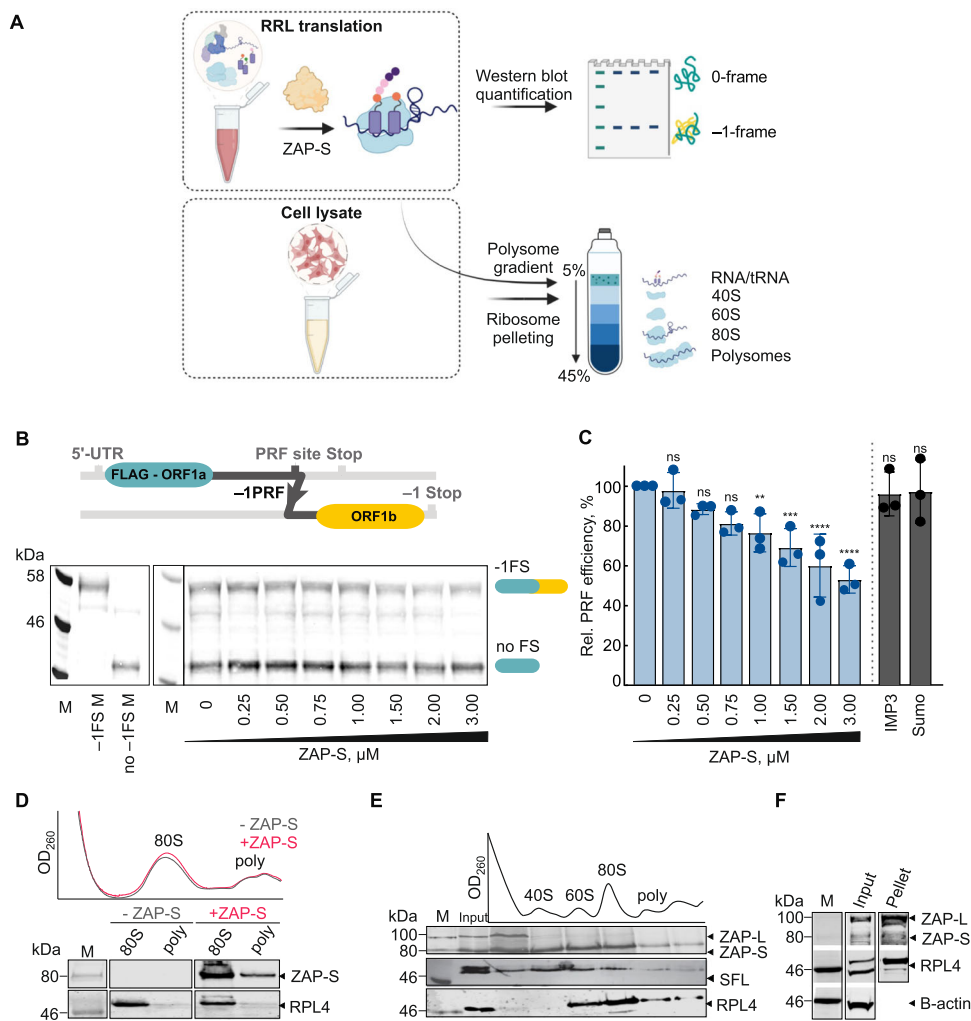 A
RRL translation
ZAP-S
Western blot
quantification
0-frame
–1-frame
Cell lysate
Polysome
gradient
Ribosome
pelleting
5%
45%
RNA/tRNA
40S
60S
80S
Polysomes
B
5'-UTR
PRF site Stop
FLAG - ORF1a
–1PRF
–1 Stop
ORF1b
kDa
58
46
-1FS
no FS
M
–1FS M
no –1FS M
M
0
0.25
0.50
0.75
1.00
1.50
2.00
3.00
ZAP-S, µM
C
Rel. PRF efficiency, %
100
80
60
40
20
0
ns
ns
ns
**
***
****
****
ns
ns
0
0.25
0.50
0.75
1.00
1.50
2.00
3.00
IMP3
Sumo
ZAP-S, µM
D
OD260
80S
- ZAP-S
+ZAP-S
poly
- ZAP-S
+ZAP-S
kDa
M
80S
poly
80S
poly
80
ZAP-S
46
RPL4
E
OD260
40S
60S
80S
poly
kDa
M
Input
100
80
ZAP-L
ZAP-S
46
SFL
46
RPL4
F
kDa
M
Input
Pellet
100
80
ZAP-L
ZAP-S
46
RPL4
46
B-actin